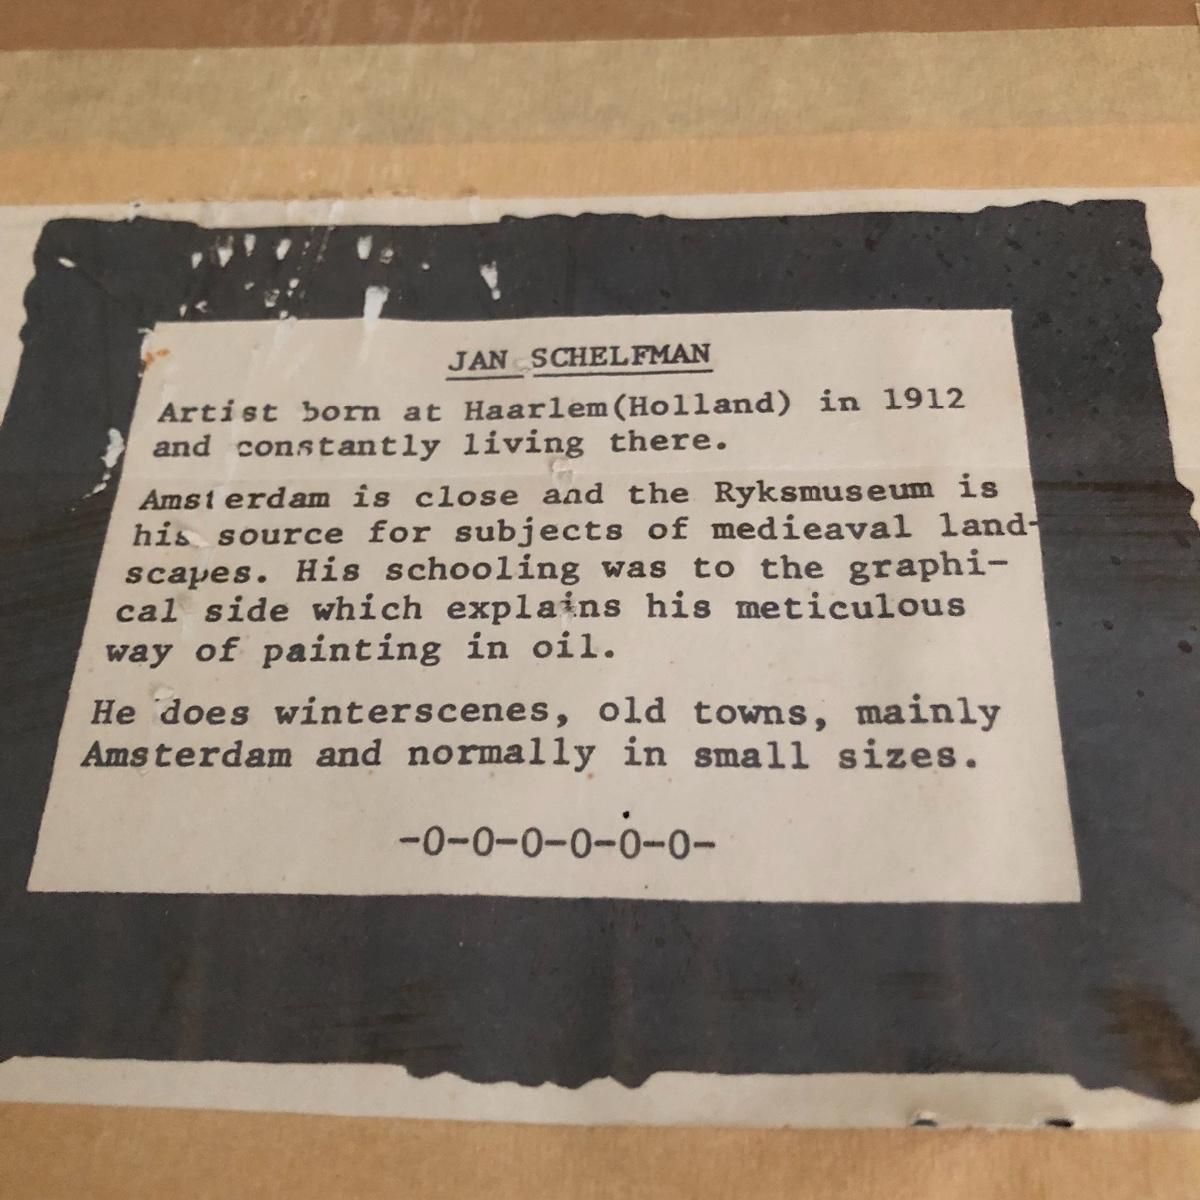 JAN SCHELFMAN
Artist born at Haarlem(Holland) in 1912
and constantly living there.
Amsterdam is close and the Ryksmuseum is
his source for subjects of medieaval land-
scapes. His schooling was to the graphi-
cal side which explains his meticulous
way of painting in oil.
He does winterscenes, old towns, mainly
Amsterdam and normally in small sizes.
-0-0-0-0-0-0-